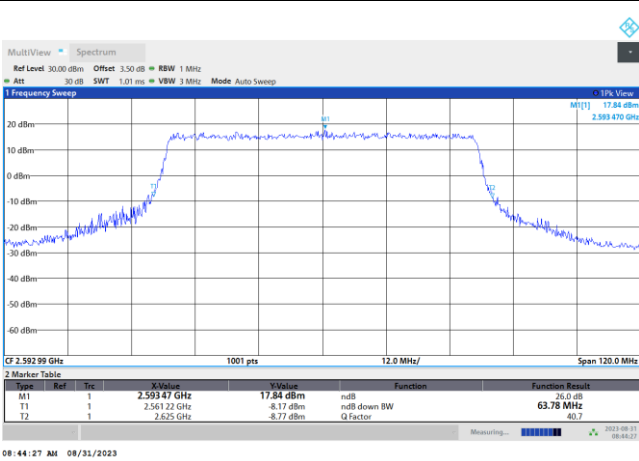 MultiView Spectrum
Ref Level 30.00 dBm Offset 3.50 dB RBW 1 MHz
Att 30 dB SWT 1.01 ms VBW 3 MHz Mode Auto Sweep
1 Frequency Sweep 1Pk View
M1[1] 17.84 dBm
2.593 470 GHz
M1
20 dBm
10 dBm
0 dBm
T1
T2
-10 dBm
-20 dBm
-30 dBm
-40 dBm
-50 dBm
-60 dBm
CF 2.592 99 GHz 1001 pts 12.0 MHz/ Span 120.0 MHz
2 Marker Table
Type Ref Trc X-Value Y-Value Function Function Result
M1 1 2.593 47 GHz 17.84 dBm ndB 26.0 dB
T1 1 2.561 22 GHz -8.17 dBm ndB down BW 63.78 MHz
T2 1 2.625 GHz -8.77 dBm Q Factor 40.7
Measuring... 2023-08-31
08:44:27
08:44:27 AM 08/31/2023